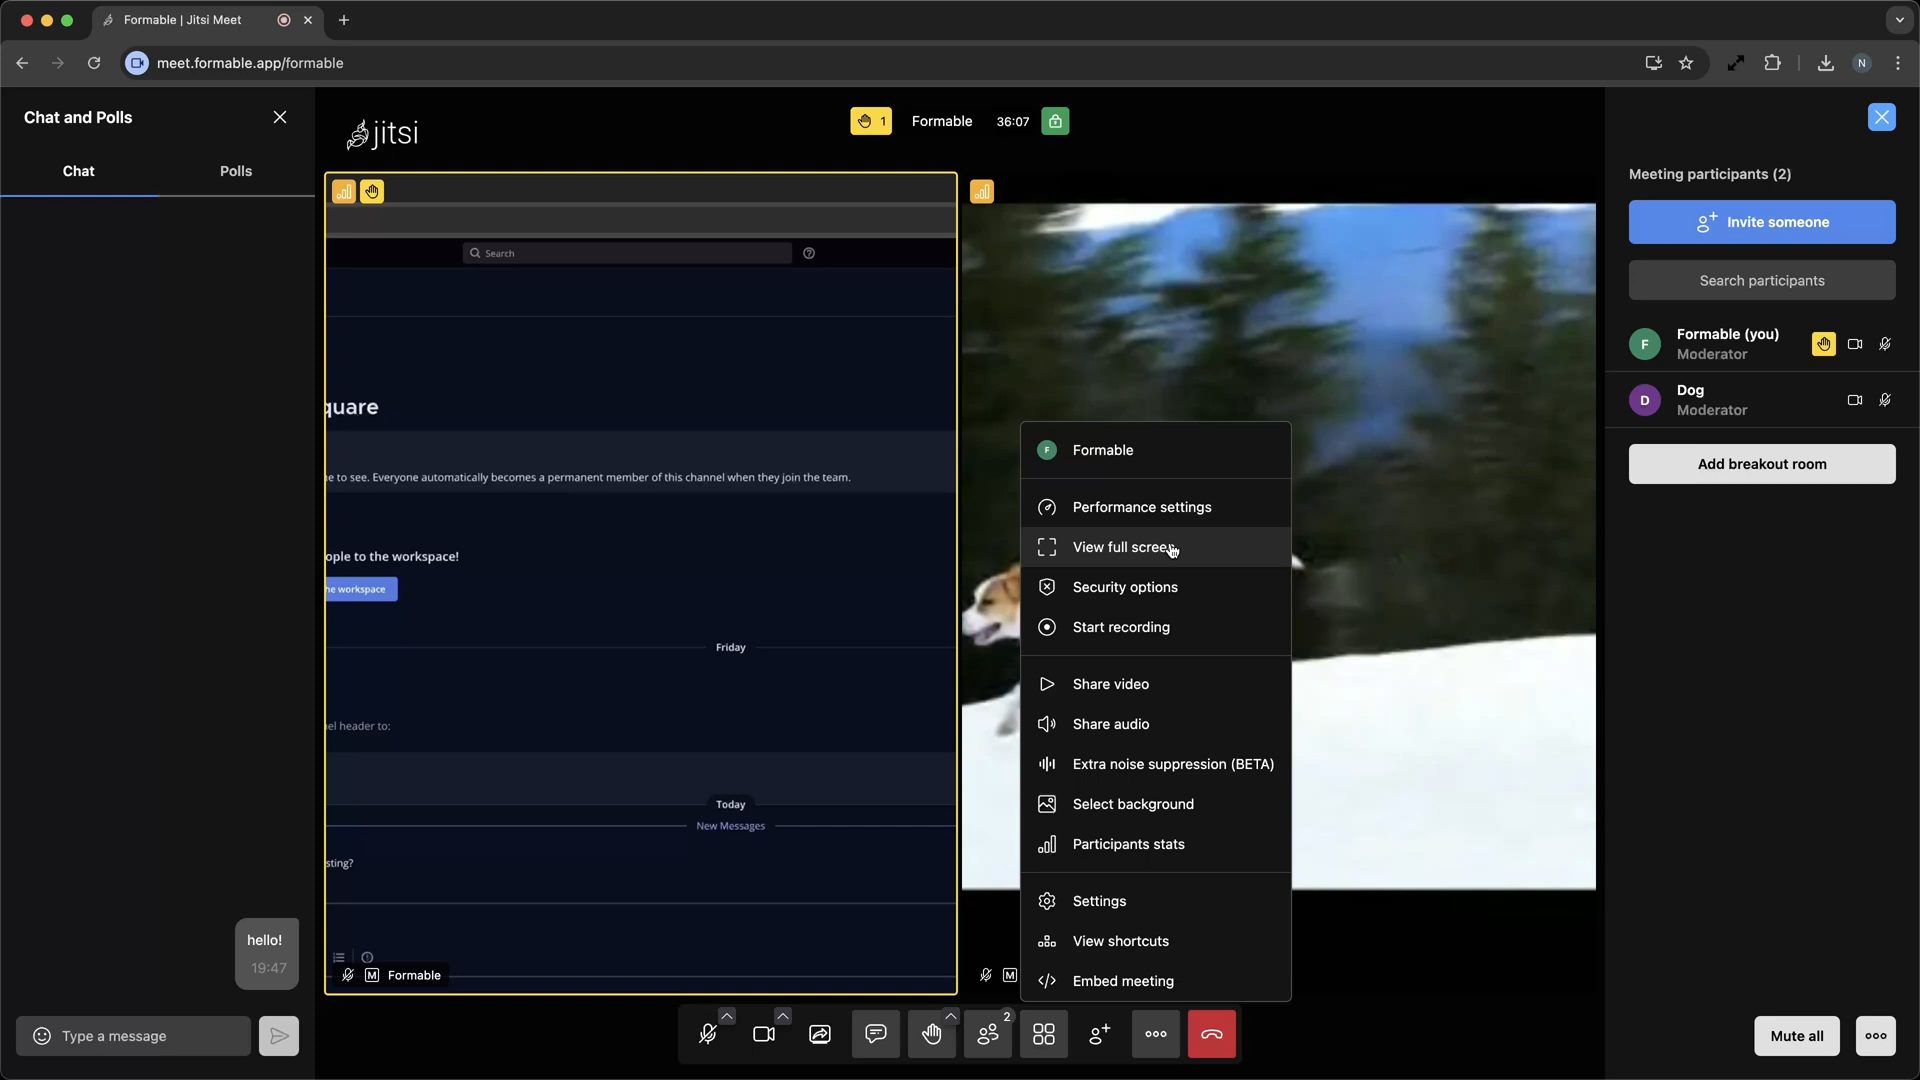 Formable | Jitsi Meet
meet.formable.app/formable
N
Chat and Polls
Chat
Polls
hello!
19:47
Type a message
jitsi
1
Formable
36:07
Search
quare
e to see. Everyone automatically becomes a permanent member of this channel when they join the team.
ople to the workspace!
he workspace
Friday
el header to:
Today
New Messages
sting?
M
Formable
M
F
Formable
Performance settings
View full screen
Security options
Start recording
Share video
Share audio
Extra noise suppression (BETA)
Select background
Participants stats
Settings
View shortcuts
Embed meeting
2
Meeting participants (2)
Invite someone
Search participants
F
Formable (you)
Moderator
D
Dog
Moderator
Add breakout room
Mute all